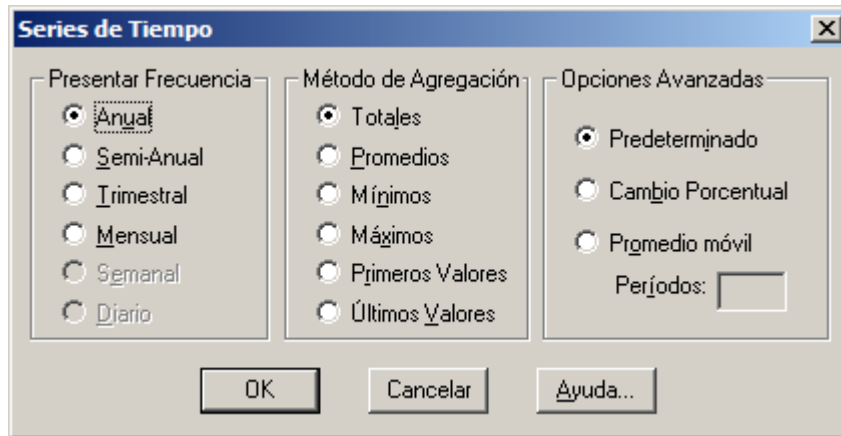 Series de Tiempo
Presentar Frecuencia
Anual
Semi-Anual
Trimestral
Mensual
Semanal
Diario
Método de Agregación
Totales
Promedios
Mínimos
Máximos
Primeros Valores
Últimos Valores
Opciones Avanzadas
Predeterminado
Cambio Porcentual
Promedio móvil
Períodos:
OK
Cancelar
Ayuda...